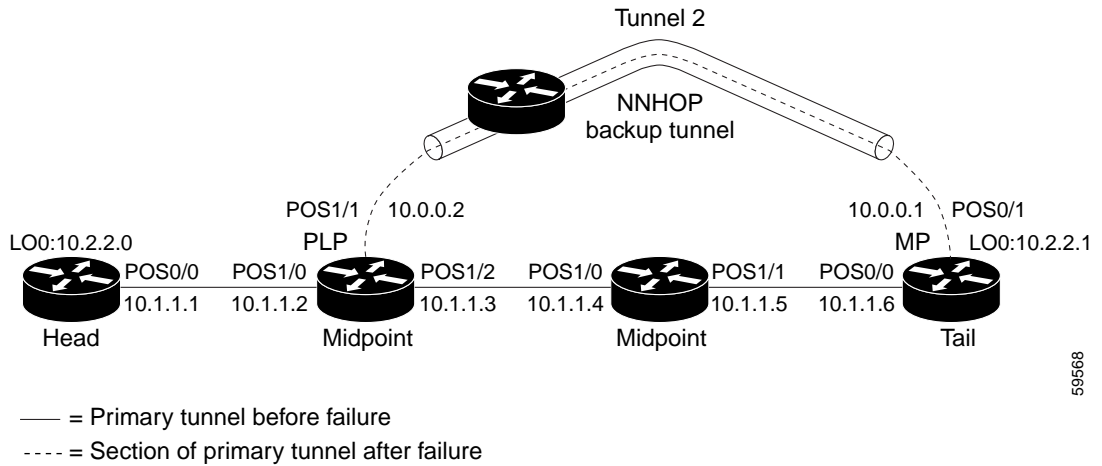 Tunnel 2
NNHOP
backup tunnel
POS1/1 10.0.0.2
10.0.0.1 POS0/1
LO0:10.2.2.0
PLP
MP
LO0:10.2.2.1
POS0/0 POS1/0 POS1/2 POS1/0 POS1/1 POS0/0
10.1.1.1 10.1.1.2 10.1.1.3 10.1.1.4 10.1.1.5 10.1.1.6
Head Midpoint Midpoint Tail
59568
= Primary tunnel before failure
= Section of primary tunnel after failure